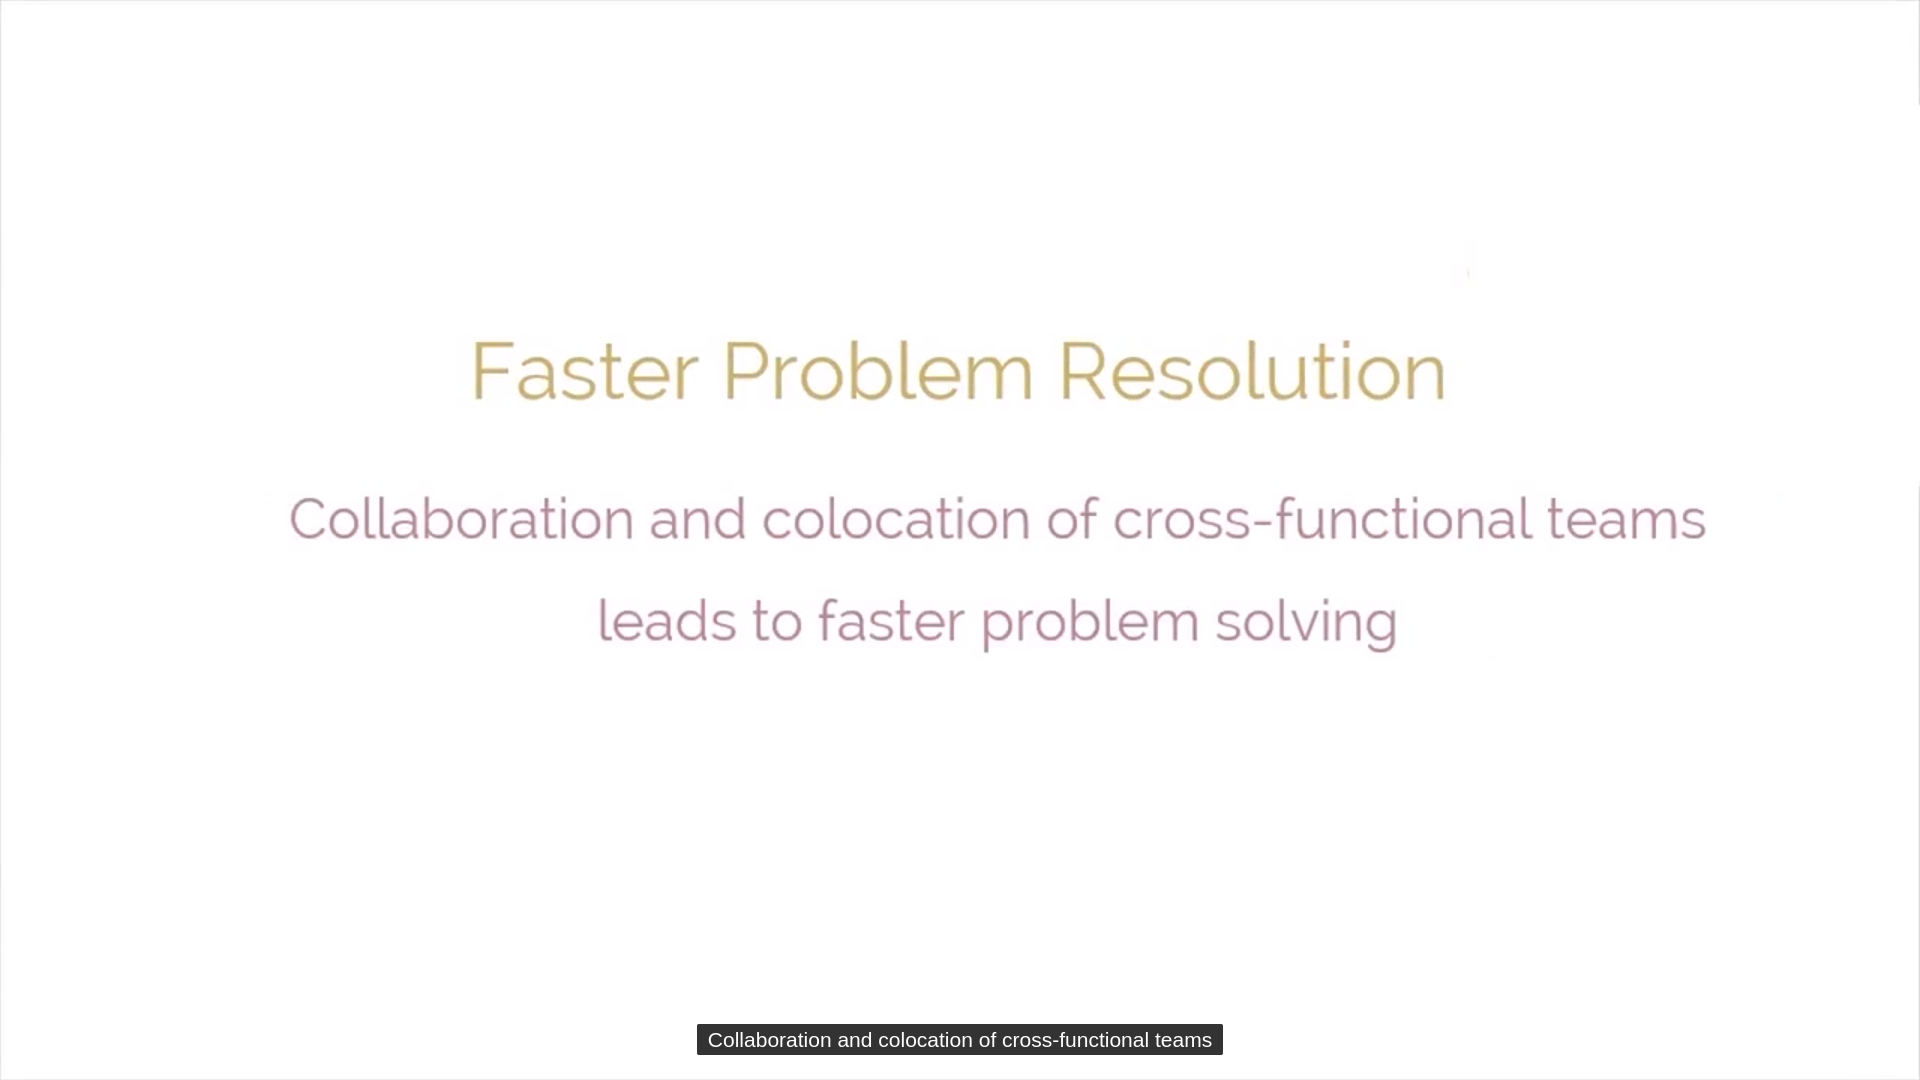 Faster Problem Resolution
Collaboration and colocation of cross-functional teams
leads to faster problem solving
Collaboration and colocation of cross-functional teams